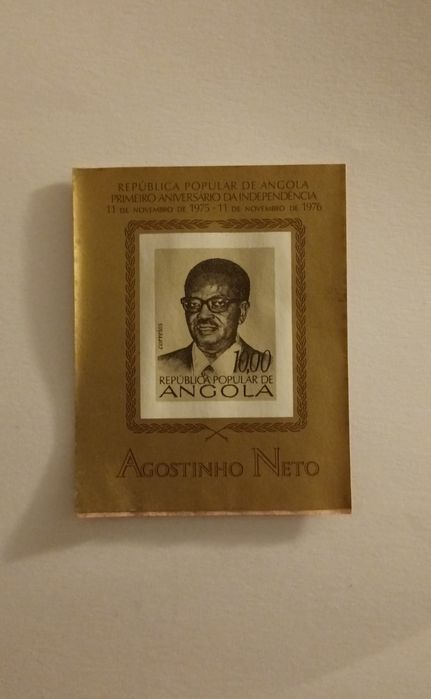 REPÚBLICA POPULAR DE ANGOLA
PRIMEIRO ANIVERSÁRIO DA INDEPENDÊNCIA
11 DE NOVEMBRO DE 1975 - 11 DE NOVEMBRO DE 1976
correios
10,00
REPÚBLICA POPULAR DE
ANGOLA
AGOSTINHO NETO